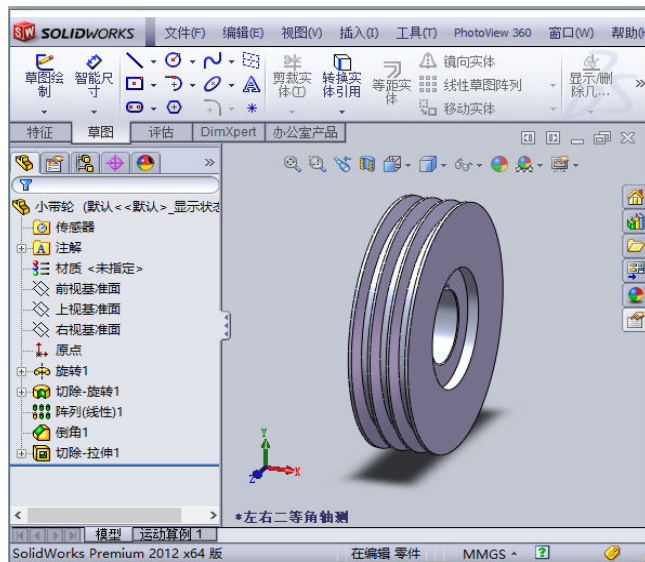 SOLIDWORKS 文件(F) 编辑(E) 视图(V) 插入(I) 工具(T) PhotoView 360 窗口(W) 帮助(H
草图绘制 智能尺寸 剪裁实体(T) 转换实体引用 等距实体 镜向实体 线性草图阵列 移动实体 显示/删除几...
特征 草图 评估 DimXpert 办公室产品
小带轮 (默认<<默认>_显示状态
传感器
A 注解
材质 <未指定>
前视基准面
上视基准面
右视基准面
原点
旋转1
切除-旋转1
阵列(线性)1
倒角1
切除-拉伸1
Y
X
Z
*左右二等角轴测
模型 运动算例 1
SolidWorks Premium 2012 x64 版 在编辑 零件 MMGS